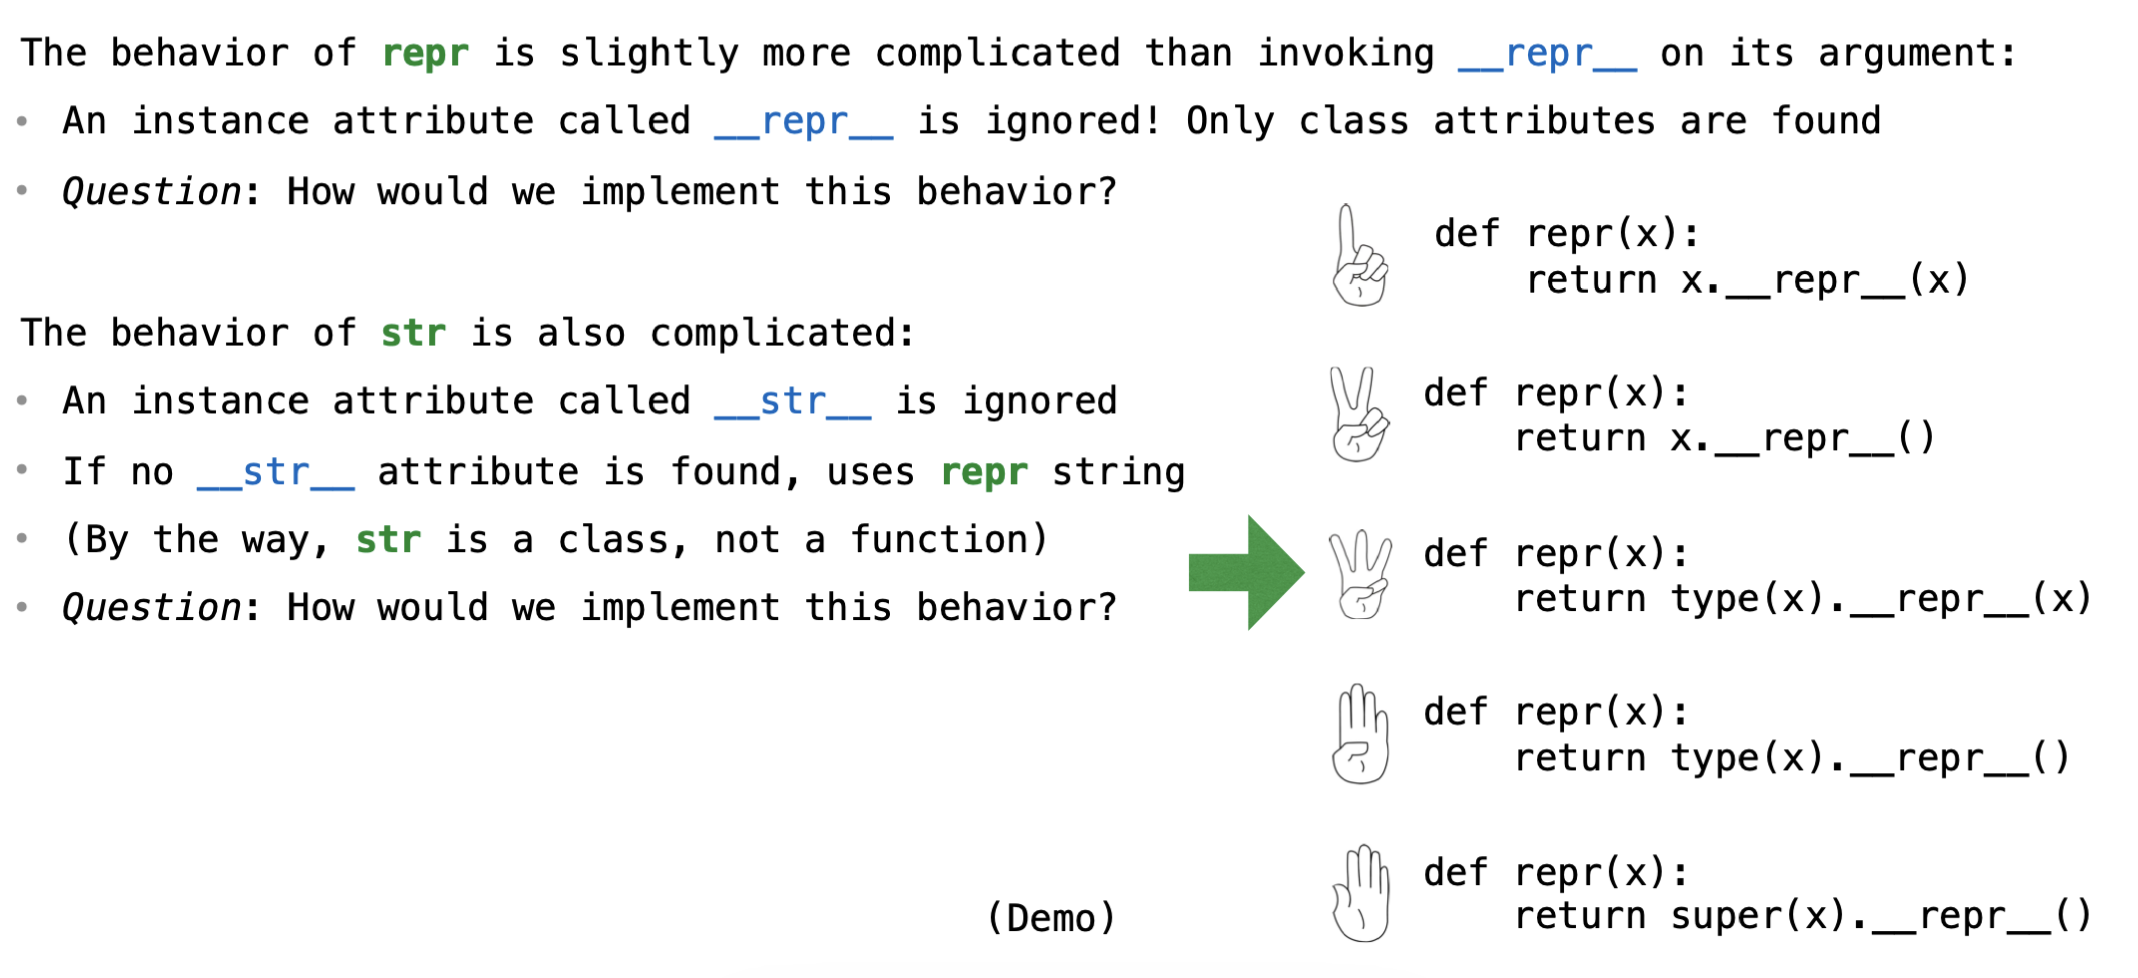 The behavior of repr is slightly more complicated than invoking __repr__ on its argument:
• An instance attribute called __repr__ is ignored! Only class attributes are found
• Question: How would we implement this behavior?
The behavior of str is also complicated:
• An instance attribute called __str__ is ignored
• If no __str__ attribute is found, uses repr string
• (By the way, str is a class, not a function)
• Question: How would we implement this behavior?
(Demo)
def repr(x):
    return x.__repr__(x)
def repr(x):
    return x.__repr__()
def repr(x):
    return type(x).__repr__(x)
def repr(x):
    return type(x).__repr__()
def repr(x):
    return super(x).__repr__()